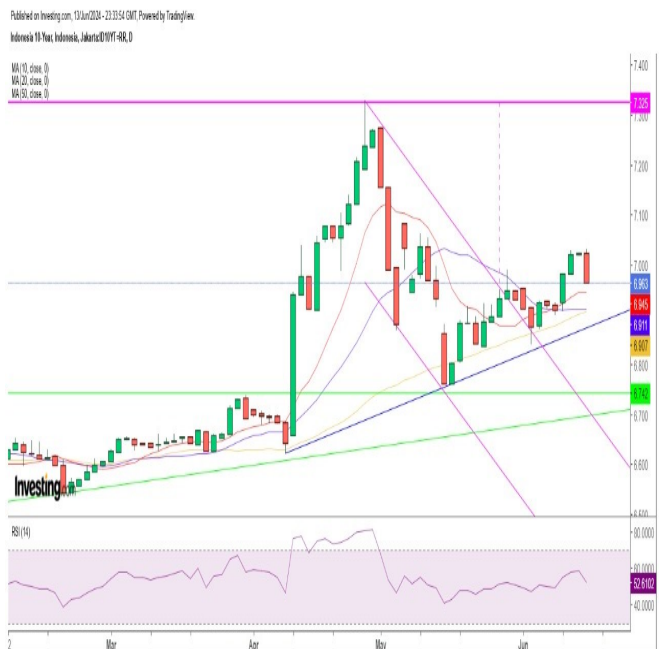 Published on Investing.com, 13/Jun/2024 - 23:33:54 GMT, Powered by TradingView.
Indonesia 10-Year, Indonesia, Jakarta:ID10YT=RR, D
MA (10, close, 0)
MA (20, close, 0)
MA (50, close, 0)
7.400
7.325
7.300
7.200
7.100
7.000
6.963
6.945
6.911
6.907
6.800
6.742
6.700
6.600
6.500
Investing.com
RSI (14)
80.0000
60.0000
52.6102
40.0000
2
Mar
Apr
May
Jun